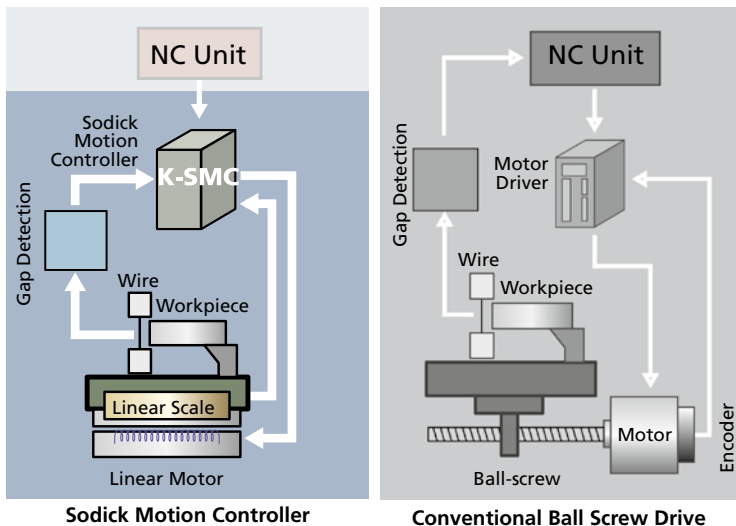 NC Unit
Sodick
Motion
Controller
K-SMC
Gap Detection
Wire
Workpiece
Linear Scale
Linear Motor
Sodick Motion Controller
NC Unit
Gap Detection
Motor
Driver
Wire
Workpiece
Motor
Encoder
Ball-screw
Conventional Ball Screw Drive